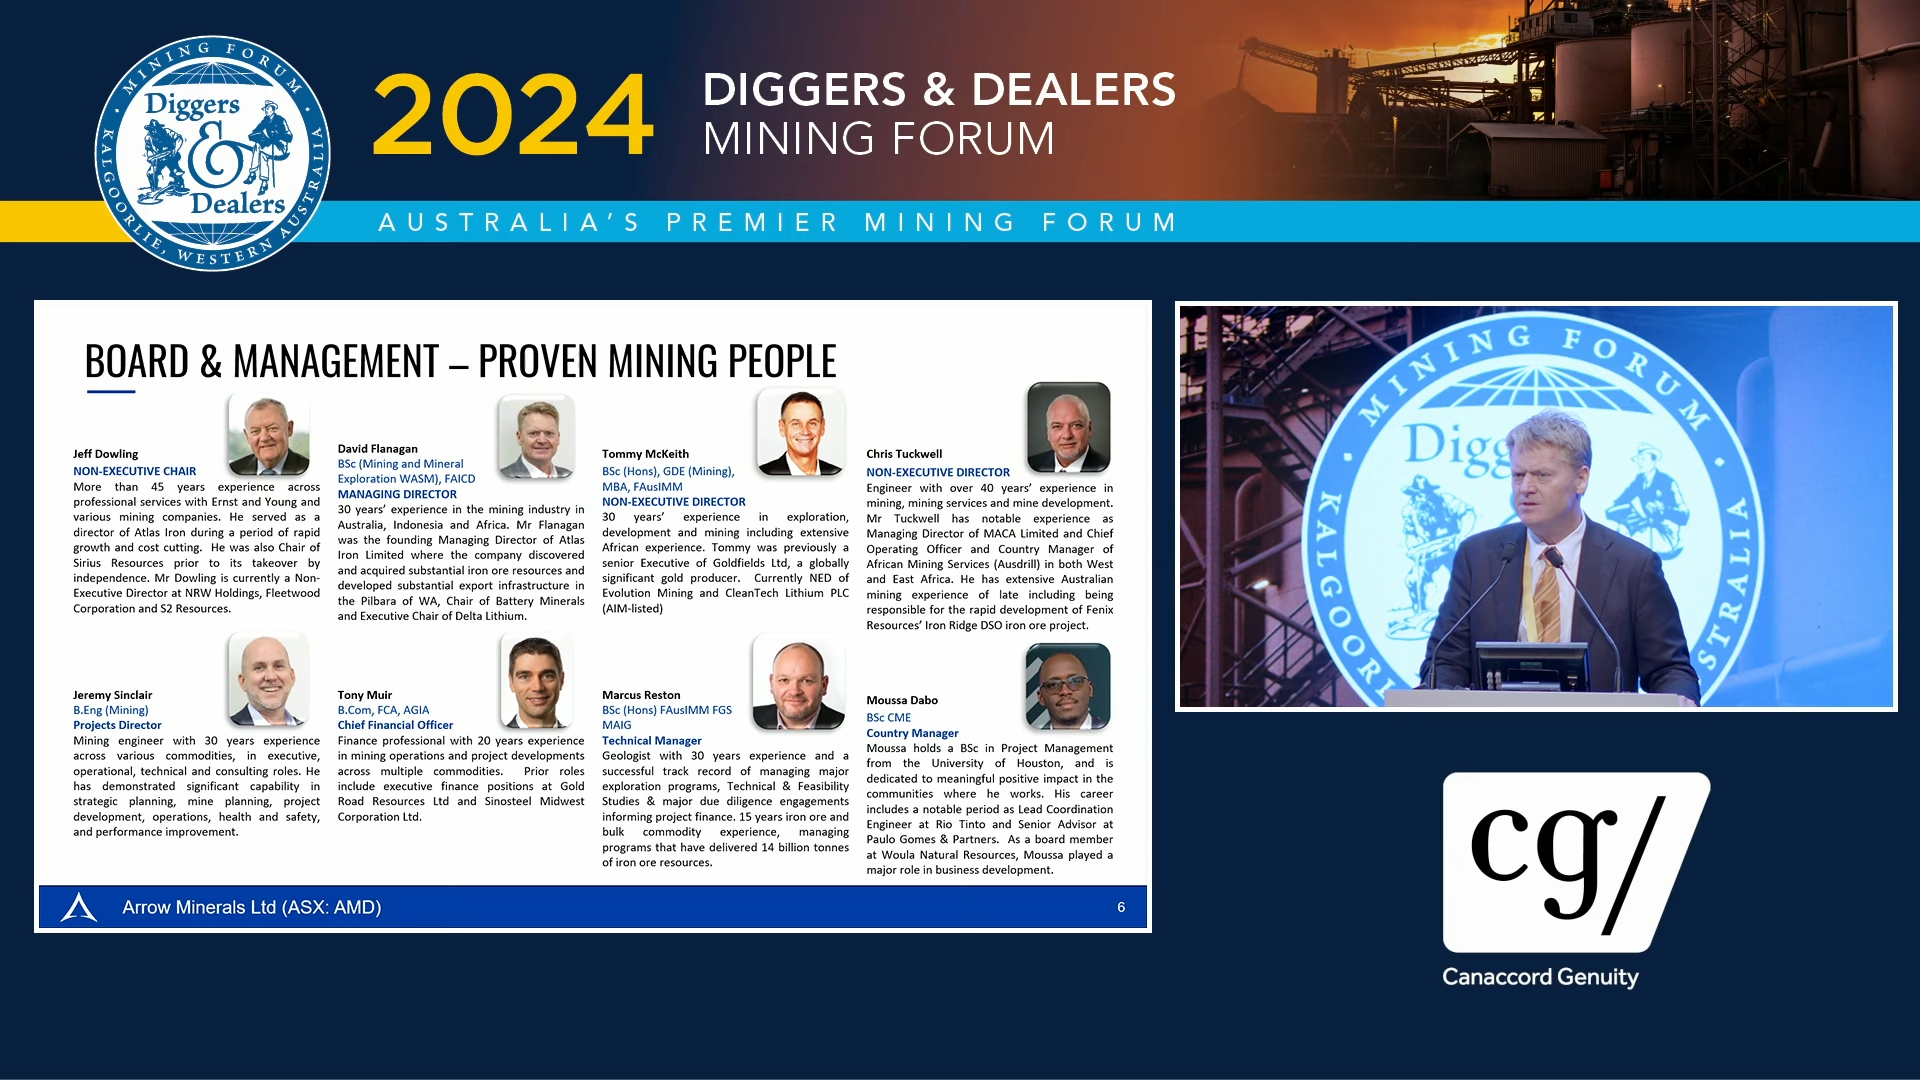 MINING FORUM
Diggers
&
Dealers
KALGOORLIE, WESTERN AUSTRALIA
2024
DIGGERS & DEALERS
MINING FORUM
AUSTRALIA'S PREMIER MINING FORUM
BOARD & MANAGEMENT – PROVEN MINING PEOPLE
Jeff Dowling
NON-EXECUTIVE CHAIR
More than 45 years experience across
professional services with Ernst and Young and
various mining companies. He served as a
director of Atlas Iron during a period of rapid
growth and cost cutting. He was also Chair of
Sirius Resources prior to its takeover by
independence. Mr Dowling is currently a Non-
Executive Director at NRW Holdings, Fleetwood
Corporation and S2 Resources.
David Flanagan
BSc (Mining and Mineral
Exploration WASM), FAICD
MANAGING DIRECTOR
30 years' experience in the mining industry in
Australia, Indonesia and Africa. Mr Flanagan
was the founding Managing Director of Atlas
Iron Limited where the company discovered
and acquired substantial iron ore resources and
developed substantial export infrastructure in
the Pilbara of WA, Chair of Battery Minerals
and Executive Chair of Delta Lithium.
Tommy McKeith
BSc (Hons), GDE (Mining),
MBA, FAusIMM
NON-EXECUTIVE DIRECTOR
30 years' experience in exploration,
development and mining including extensive
African experience. Tommy was previously a
senior Executive of Goldfields Ltd, a globally
significant gold producer. Currently NED of
Evolution Mining and CleanTech Lithium PLC
(AIM-listed)
Chris Tuckwell
NON-EXECUTIVE DIRECTOR
Engineer with over 40 years' experience in
mining, mining services and mine development.
Mr Tuckwell has notable experience as
Managing Director of MACA Limited and Chief
Operating Officer and Country Manager of
African Mining Services (Ausdrill) in both West
and East Africa. He has extensive Australian
mining experience of late including being
responsible for the rapid development of Fenix
Resources' Iron Ridge DSO iron ore project.
Jeremy Sinclair
B.Eng (Mining)
Projects Director
Mining engineer with 30 years experience
across various commodities, in executive,
operational, technical and consulting roles. He
has demonstrated significant capability in
strategic planning, mine planning, project
development, operations, health and safety,
and performance improvement.
Tony Muir
B.Com, FCA, AGIA
Chief Financial Officer
Finance professional with 20 years experience
in mining operations and project developments
across multiple commodities. Prior roles
include executive finance positions at Gold
Road Resources Ltd and Sinosteel Midwest
Corporation Ltd.
Marcus Reston
BSc (Hons) FAusIMM FGS
MAIG
Technical Manager
Geologist with 30 years experience and a
successful track record of managing major
exploration programs, Technical & Feasibility
Studies & major due diligence engagements
informing project finance. 15 years iron ore and
bulk commodity experience, managing
programs that have delivered 14 billion tonnes
of iron ore resources.
Moussa Dabo
BSc CME
Country Manager
Moussa holds a BSc in Project Management
from the University of Houston, and is
dedicated to meaningful positive impact in the
communities where he works. His career
includes a notable period as Lead Coordination
Engineer at Rio Tinto and Senior Advisor at
Paulo Gomes & Partners. As a board member
at Woula Natural Resources, Moussa played a
major role in business development.
Arrow Minerals Ltd (ASX: AMD)
6
MINING FORUM
Digg
KALGOOR
STRALIA
cg/
Canaccord Genuity